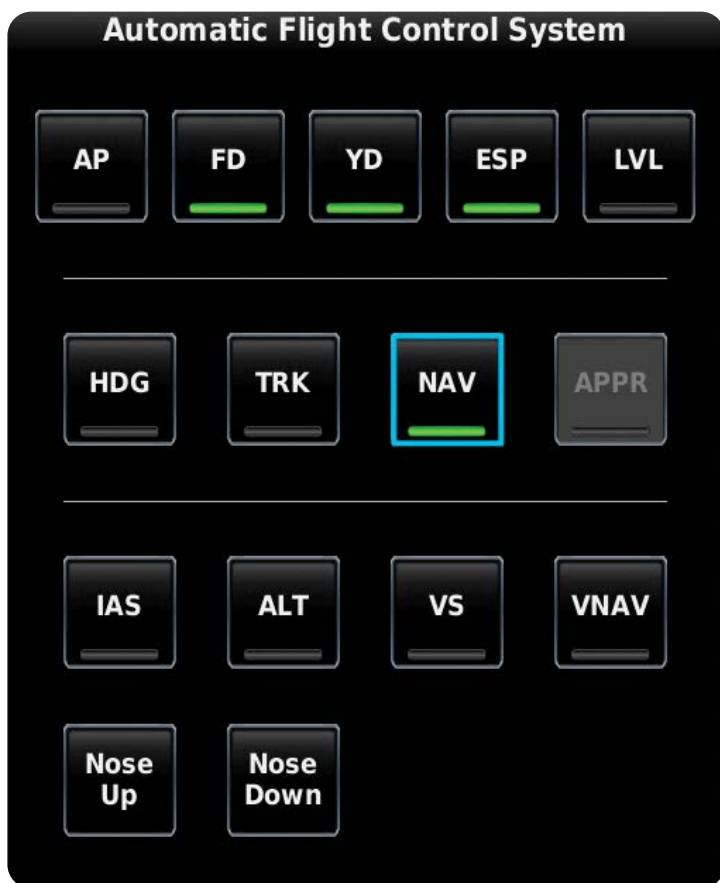 Automatic Flight Control System
AP FD YD ESP LVL
HDG TRK NAV APPR
IAS ALT VS VNAV
Nose Nose
Up Down